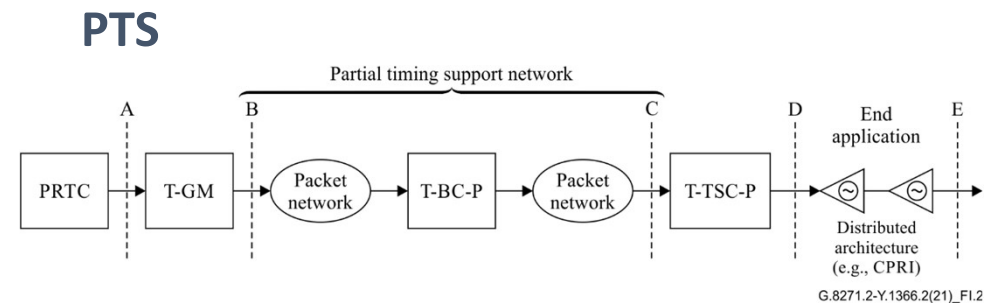 PTS
Partial timing support network
A
B
C
D
End
application
E
PRTC
T-GM
Packet
network
T-BC-P
Packet
network
T-TSC-P
Distributed
architecture
(e.g., CPRI)
G.8271.2-Y.1366.2(21)_FI.2